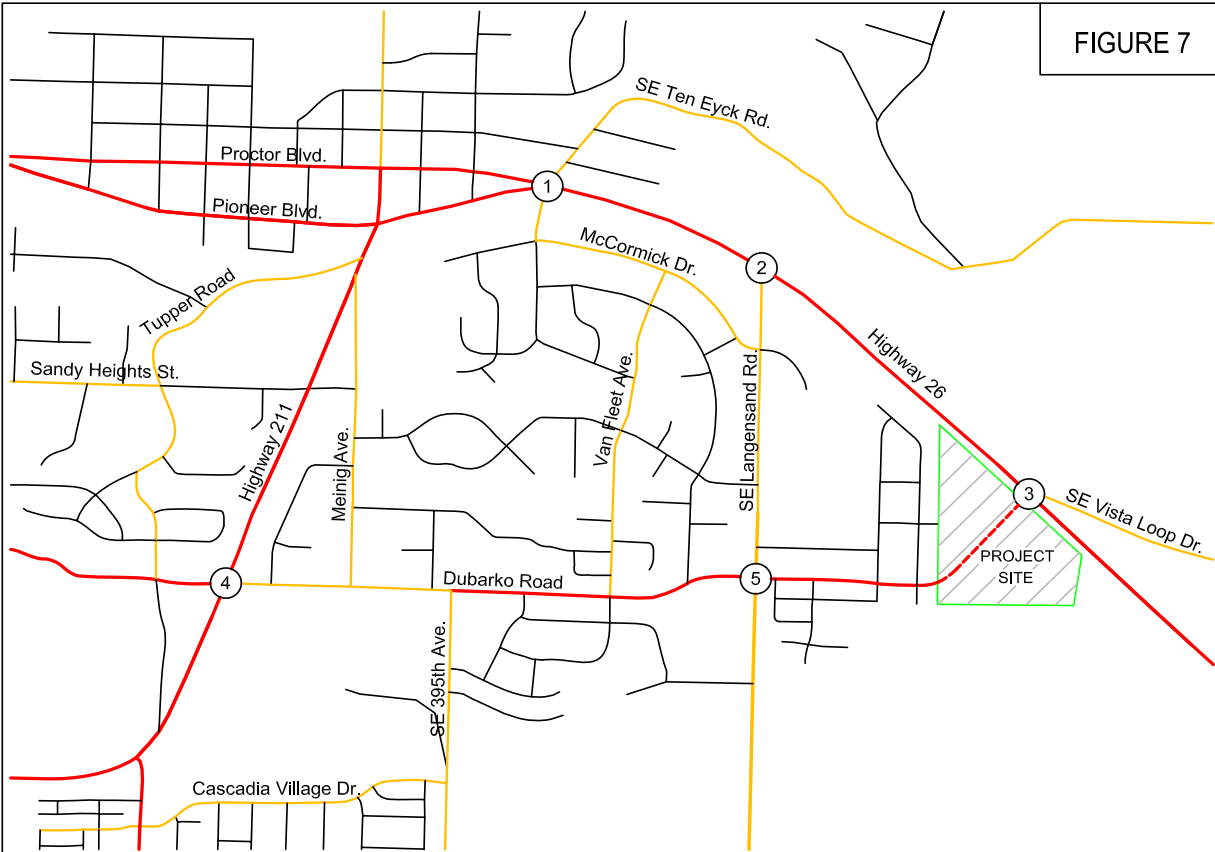 FIGURE 7
SE Ten Eyck Rd.
Proctor Blvd.
1
Pioneer Blvd.
McCormick Dr.
2
Tupper Road
Highway 26
Sandy Heights St.
Van Fleet Ave.
SE Langensand Rd.
Highway 211
Meinig Ave.
3
SE Vista Loop Dr.
PROJECT
SITE
4
Dubarko Road
5
SE 395th Ave.
Cascadia Village Dr.